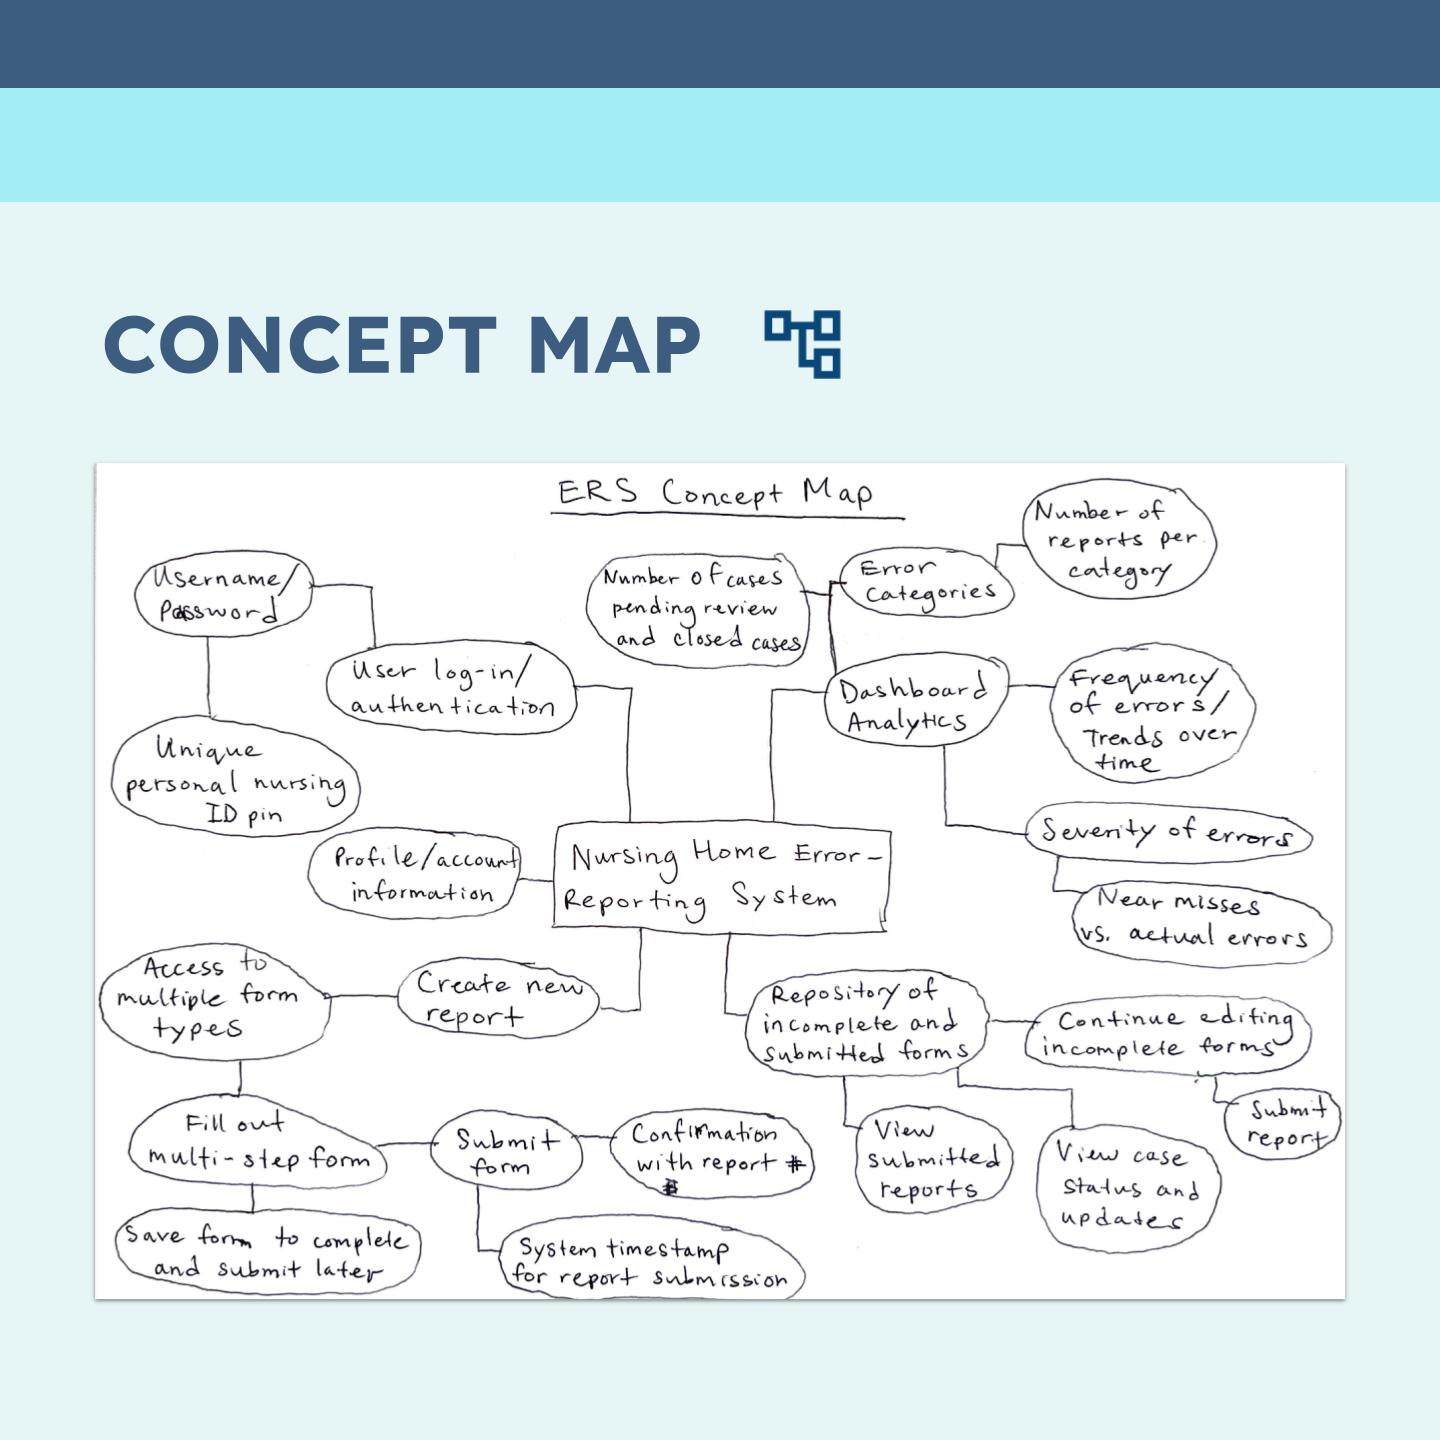 CONCEPT MAP
ERS Concept Map
Number of
reports per
category
Error
Categories
Number of cases
pending review
and closed cases
Username/
Password
User log-in/
authentication
Dashboard
Analytics
Frequency
of errors/
Trends over
time
Unique
personal nursing
ID pin
Severity of errors
Near misses
vs. actual errors
Profile/account
information
Nursing Home Error-
Reporting System
Access to
multiple form
types
Create new
report
Repository of
incomplete and
submitted forms
Continue editing
incomplete forms
Submit
report
Fill out
multi-step form
Submit
form
Confirmation
with report #
#
View
submitted
reports
View case
status and
updates
Save form to complete
and submit later
System timestamp
for report submission